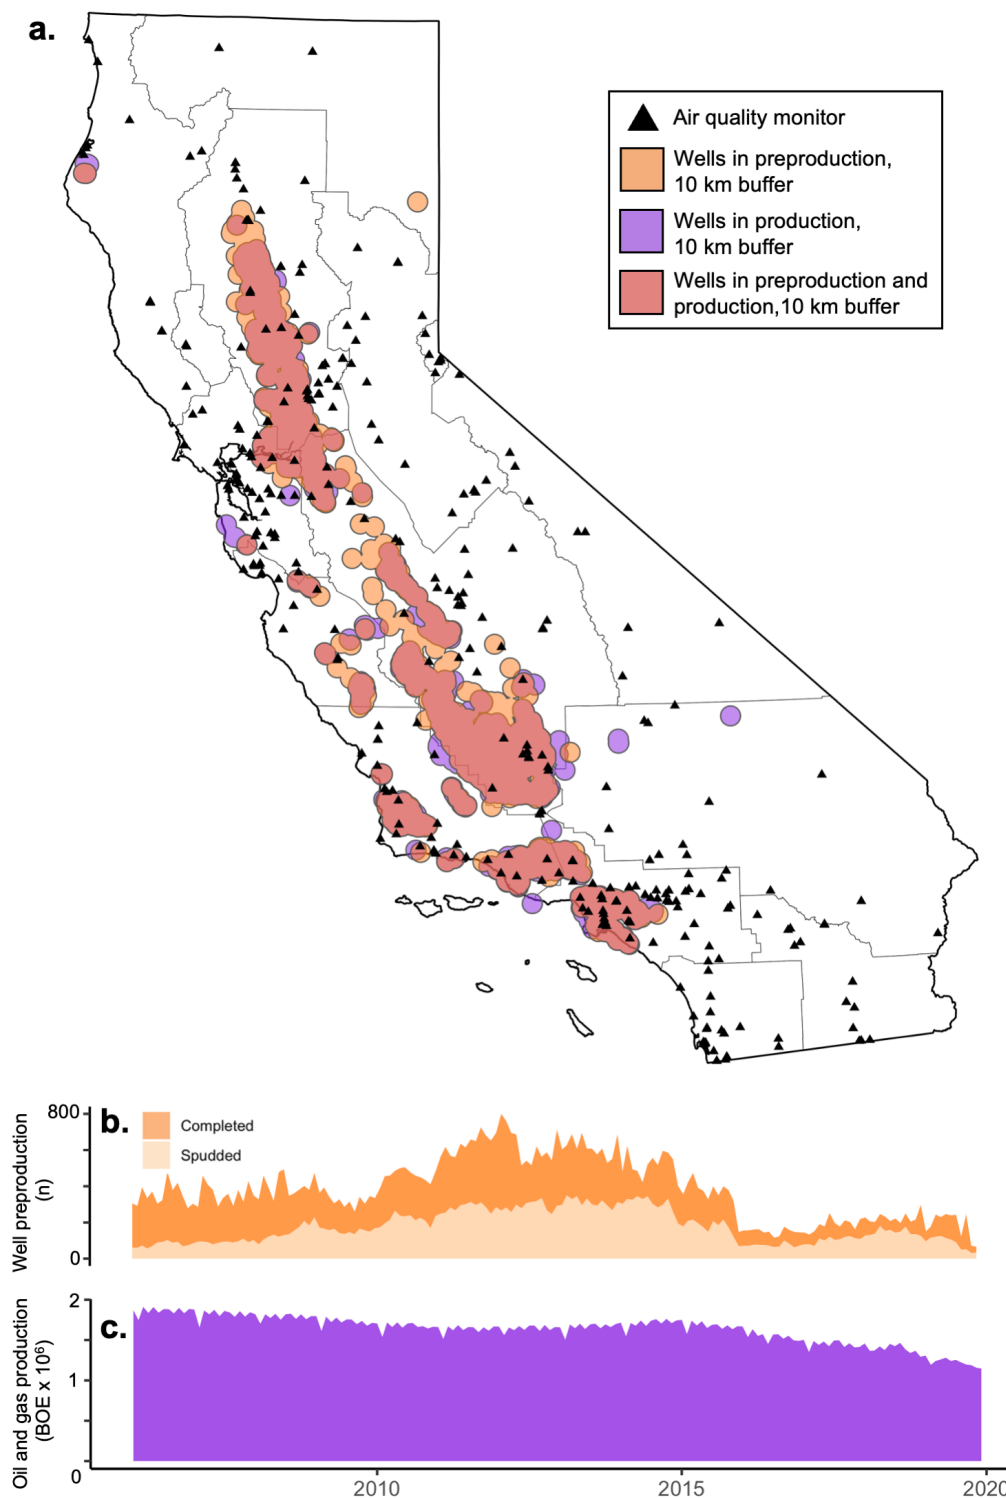 a.
Air quality monitor
Wells in preproduction,
10 km buffer
Wells in production,
10 km buffer
Wells in preproduction and
production,10 km buffer
b.
Well preproduction
(n)
800
0
Completed
Spudded
c.
Oil and gas production
(BOE x 10⁶)
2
1
0
2010
2015
2020